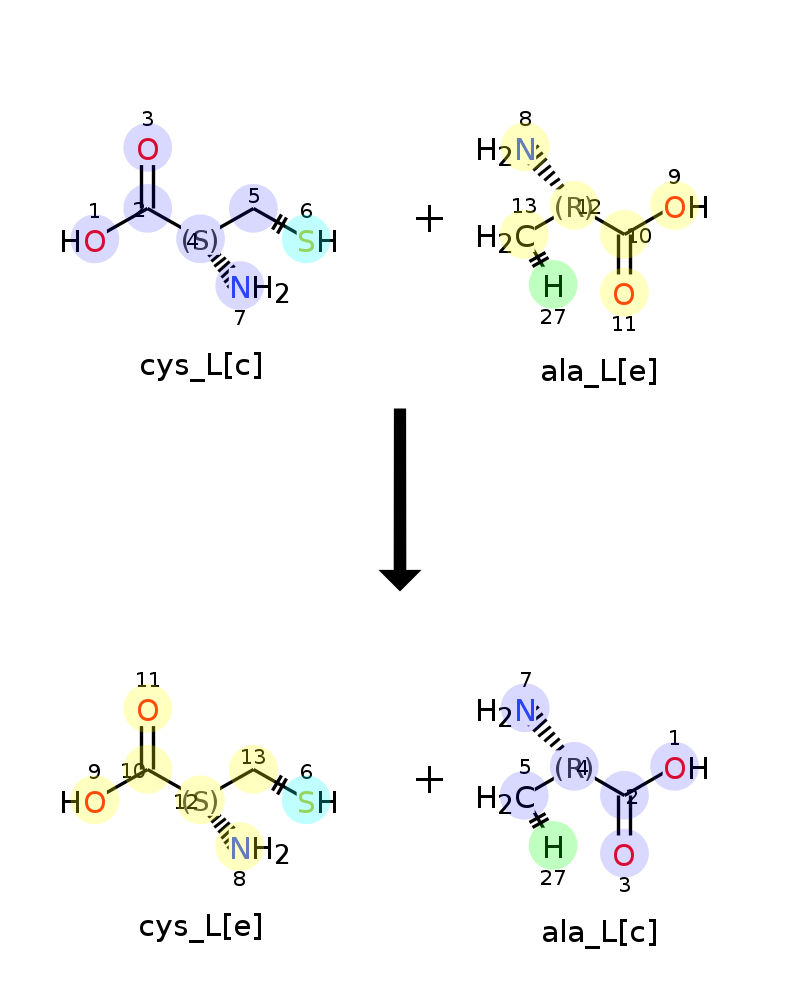 3 8
O H2N 9
1 2 5 6 13 (R) 12 OH
HO 4 (S) SH H2C 10
NH2 H O
7 27 11
cys_L[c] + ala_L[e]
11 7
O H2N 1
9 10 13 6 5 (R) 4 OH
HO 12 (S) SH H2C 2
NH2 H O
8 27 3
cys_L[e] + ala_L[c]